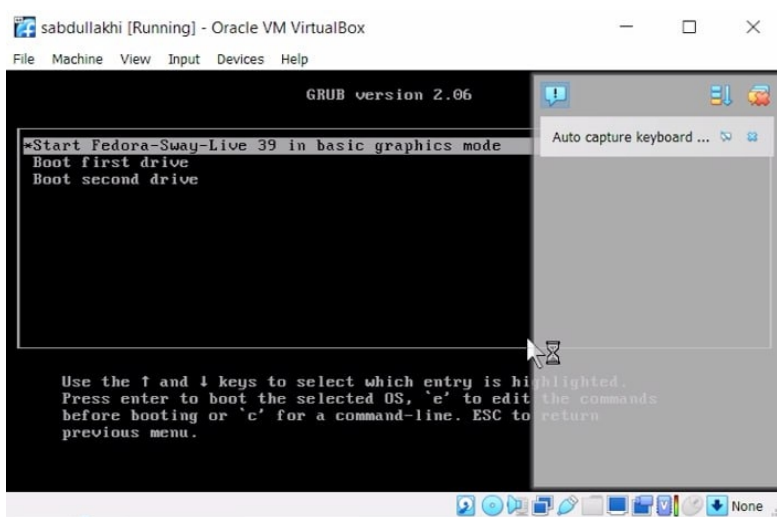 sabdullakhi [Running] - Oracle VM VirtualBox
File Machine View Input Devices Help
GRUB version 2.06
*Start Fedora-Sway-Live 39 in basic graphics mode
Boot first drive
Boot second drive
Auto capture keyboard ...
Use the ↑ and ↓ keys to select which entry is highlighted.
Press enter to boot the selected OS, `e' to edit the commands
before booting or `c' for a command-line. ESC to return
previous menu.
None